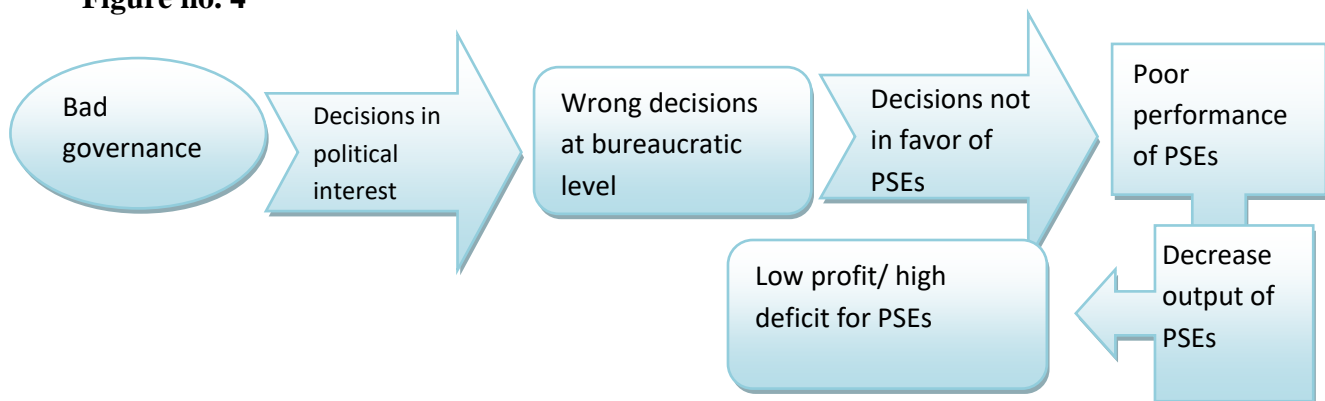 Figure no. 4
Bad
governance
Decisions in
political
interest
Wrong decisions
at bureaucratic
level
Decisions not
in favor of
PSEs
Poor
performance
of PSEs
Decrease
output of
PSEs
Low profit/ high
deficit for PSEs